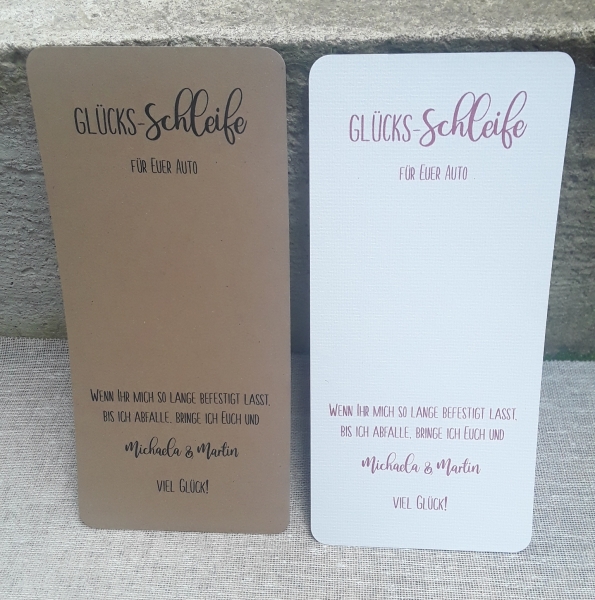 GLÜCKS-Schleife
FÜR EUER AUTO
WENN IHR MICH SO LANGE BEFESTIGT LASST,
BIS ICH ABFALLE, BRINGE ICH EUCH UND
Michaela & Martin
VIEL GLÜCK!
GLÜCKS-Schleife
FÜR EUER AUTO
WENN IHR MICH SO LANGE BEFESTIGT LASST,
BIS ICH ABFALLE, BRINGE ICH EUCH UND
Michaela & Martin
VIEL GLÜCK!